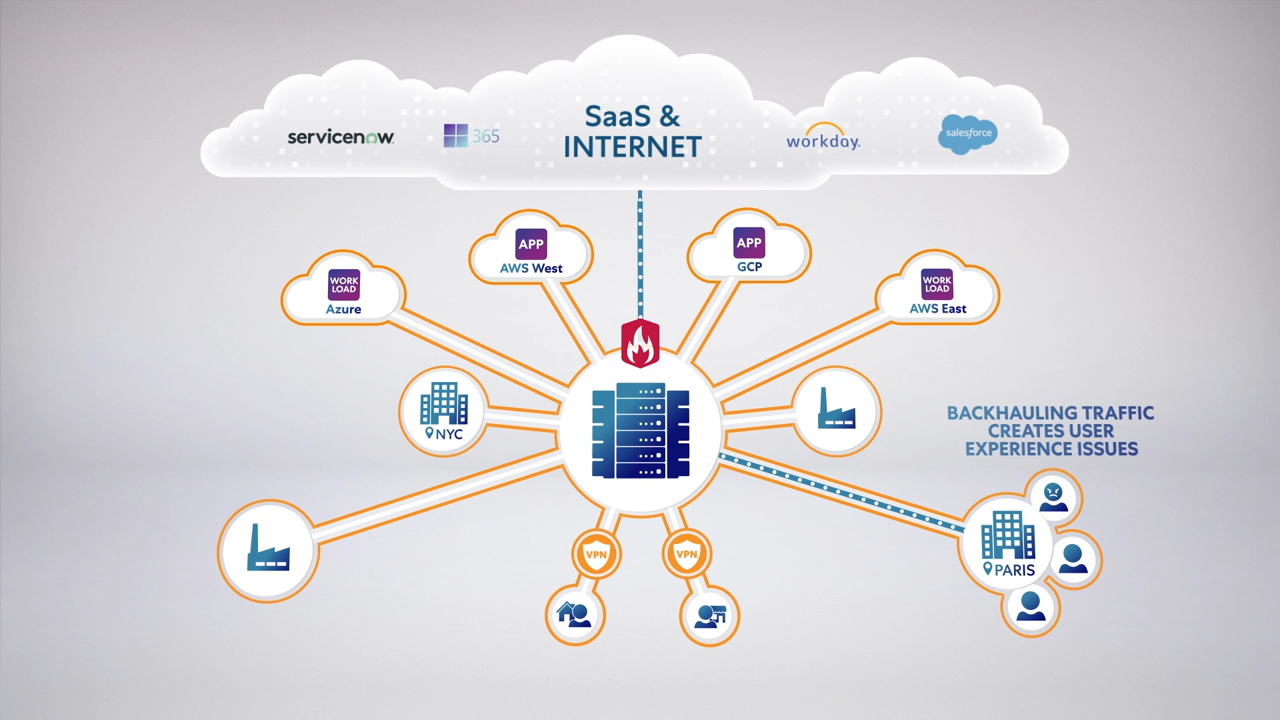 SaaS &
INTERNET
servicenow
365
workday.
salesforce
APP
AWS West
APP
GCP
WORK
LOAD
Azure
WORK
LOAD
AWS East
NYC
BACKHAULING TRAFFIC
CREATES USER
EXPERIENCE ISSUES
VPN
VPN
PARIS